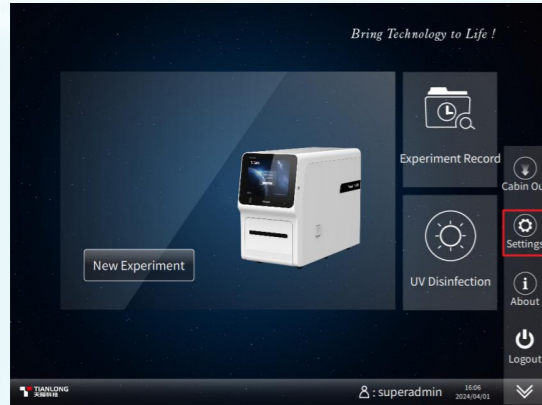 Bring Technology to Life !
Experiment Record
New Experiment
UV Disinfection
Cabin Ou
Settings
About
Logout
TIANLONG
天隆科技
: superadmin
16:06
2024/04/01